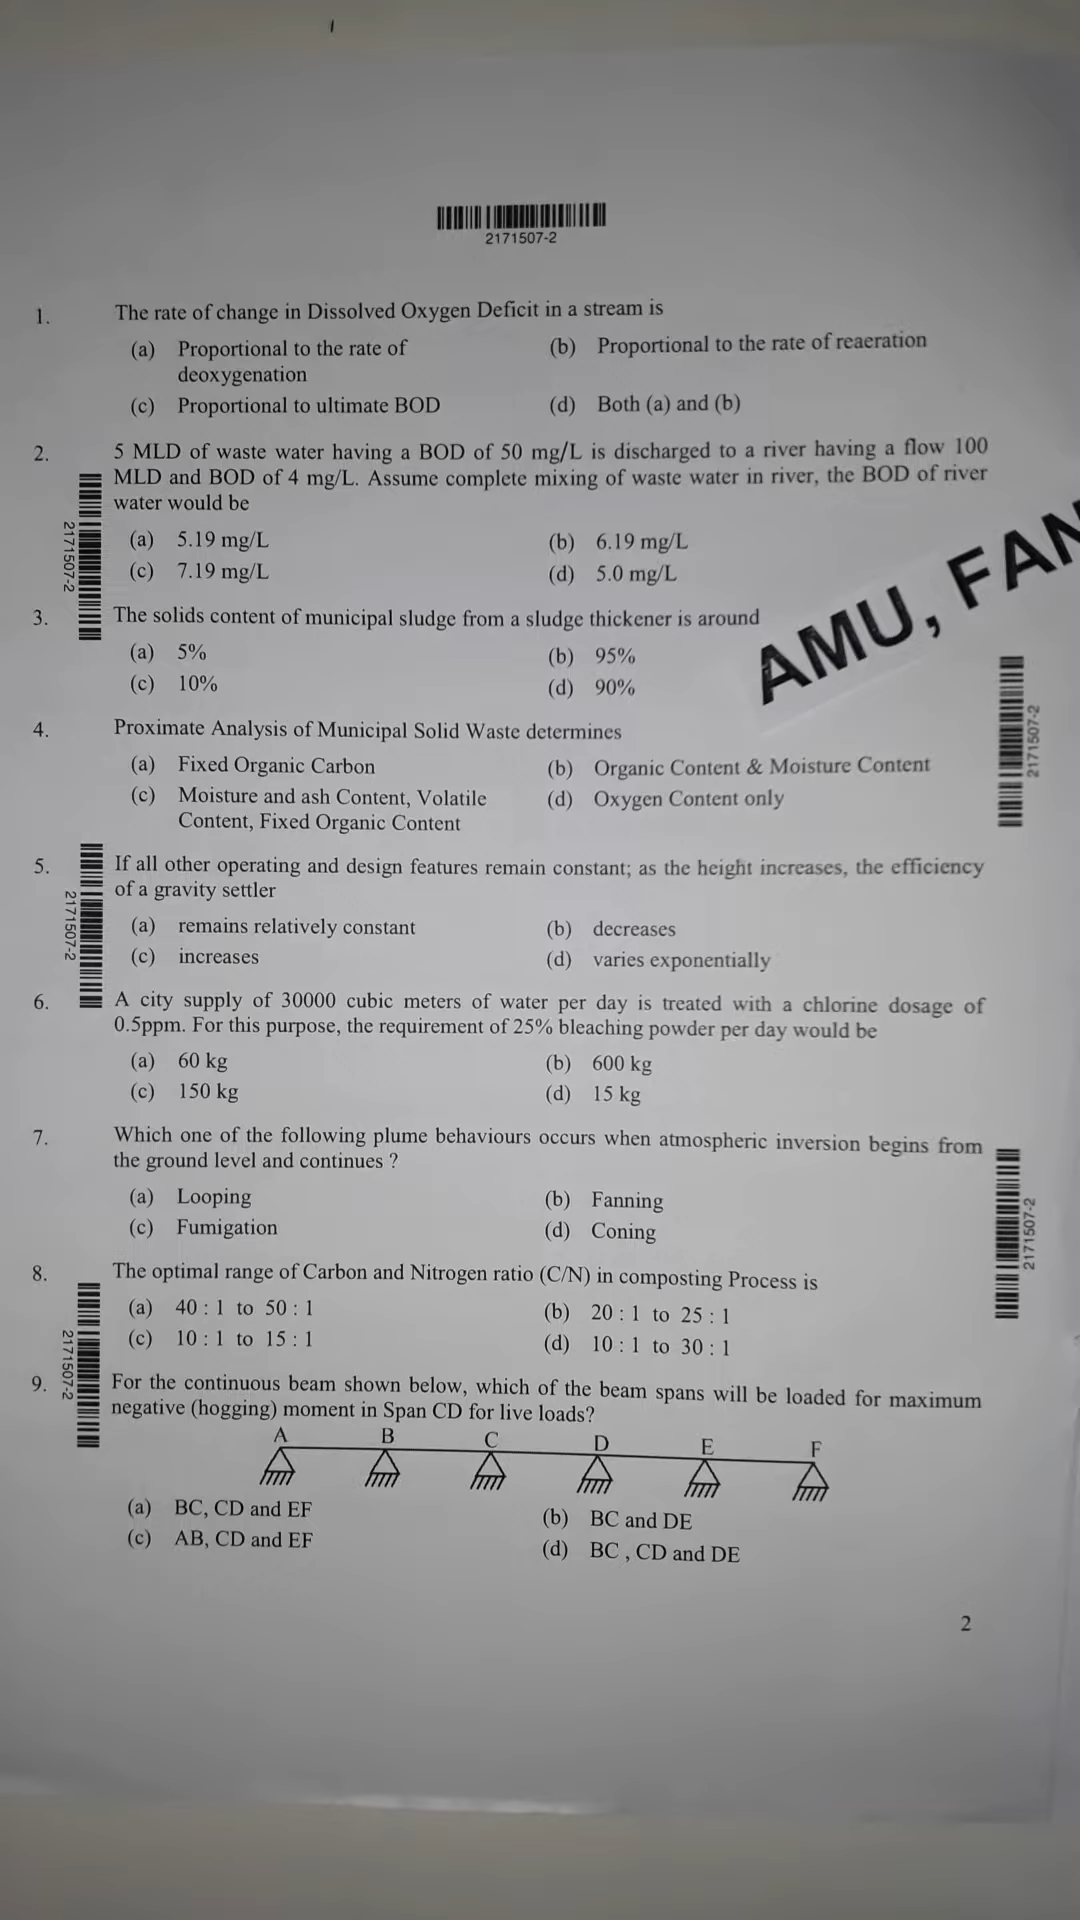 2171507-2
1. The rate of change in Dissolved Oxygen Deficit in a stream is
(a) Proportional to the rate of deoxygenation
(b) Proportional to the rate of reaeration
(c) Proportional to ultimate BOD
(d) Both (a) and (b)
2. 5 MLD of waste water having a BOD of 50 mg/L is discharged to a river having a flow 100
MLD and BOD of 4 mg/L. Assume complete mixing of waste water in river, the BOD of river
water would be
(a) 5.19 mg/L
(b) 6.19 mg/L
(c) 7.19 mg/L
(d) 5.0 mg/L
2171507-2
AMU, FAN
3. The solids content of municipal sludge from a sludge thickener is around
(a) 5%
(b) 95%
(c) 10%
(d) 90%
2171507-2
4. Proximate Analysis of Municipal Solid Waste determines
(a) Fixed Organic Carbon
(b) Organic Content & Moisture Content
(c) Moisture and ash Content, Volatile
Content, Fixed Organic Content
(d) Oxygen Content only
5. If all other operating and design features remain constant; as the height increases, the efficiency
of a gravity settler
(a) remains relatively constant
(b) decreases
(c) increases
(d) varies exponentially
2171507-2
6. A city supply of 30000 cubic meters of water per day is treated with a chlorine dosage of
0.5ppm. For this purpose, the requirement of 25% bleaching powder per day would be
(a) 60 kg
(b) 600 kg
(c) 150 kg
(d) 15 kg
7. Which one of the following plume behaviours occurs when atmospheric inversion begins from
the ground level and continues ?
(a) Looping
(b) Fanning
(c) Fumigation
(d) Coning
2171507-2
8. The optimal range of Carbon and Nitrogen ratio (C/N) in composting Process is
(a) 40 : 1 to 50 : 1
(b) 20 : 1 to 25 : 1
(c) 10 : 1 to 15 : 1
(d) 10 : 1 to 30 : 1
2171507-2
9. For the continuous beam shown below, which of the beam spans will be loaded for maximum
negative (hogging) moment in Span CD for live loads?
A B C D E F
(a) BC, CD and EF
(b) BC and DE
(c) AB, CD and EF
(d) BC , CD and DE
2